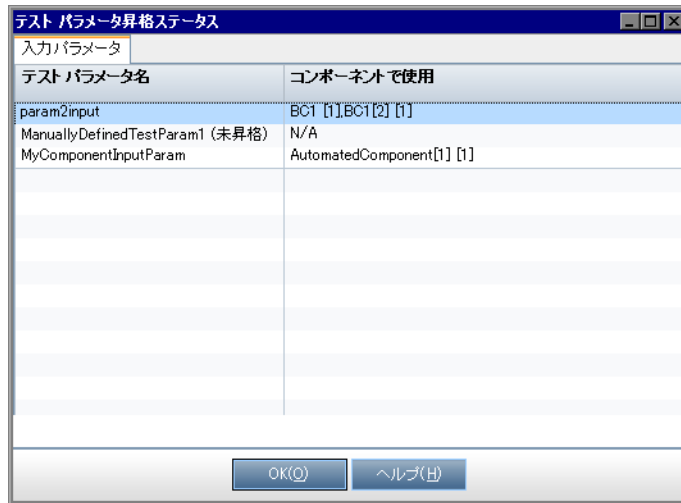 テスト パラメータ昇格ステータス
入力パラメータ
テスト パラメータ名 コンポーネントで使用
param2input BC1 [1],BC1[2] [1]
ManuallyDefinedTestParam1 (未昇格) N/A
MyComponentInputParam AutomatedComponent[1] [1]
OK(O) ヘルプ(H)